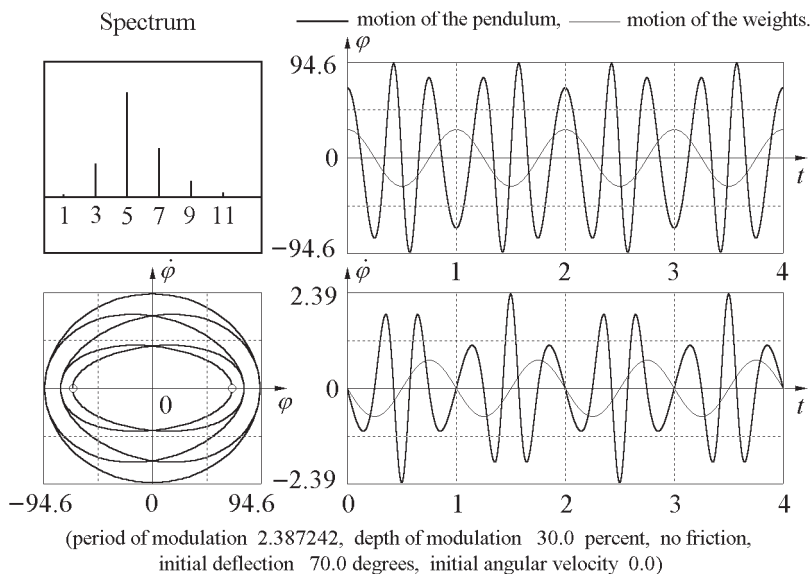 Spectrum
motion of the pendulum, motion of the weights.
φ
94.6
0
−94.6
t
1 2 3 4
1 3 5 7 9 11
φ̇
0
φ
−94.6 0 94.6
φ̇
2.39
0
−2.39
t
0 1 2 3 4
(period of modulation 2.387242, depth of modulation 30.0 percent, no friction,
initial deflection 70.0 degrees, initial angular velocity 0.0)